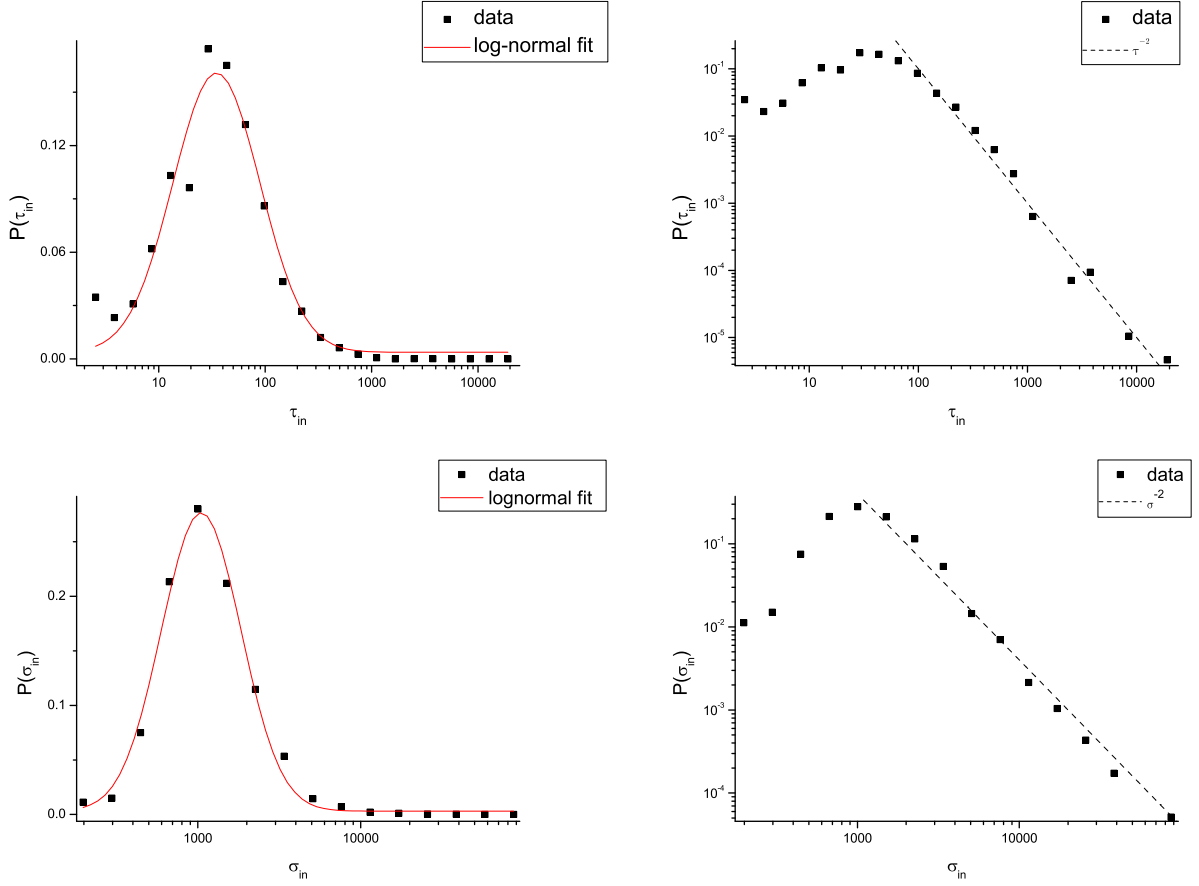 data
log-normal fit
0.12
0.06
0.00
P(τin)
10
100
1000
10000
τin
data
τ-2
10-1
10-2
10-3
10-4
10-5
P(τin)
10
100
1000
10000
τin
data
lognormal fit
0.2
0.1
0.0
P(σin)
1000
10000
σin
data
σ-2
10-1
10-2
10-3
10-4
P(σin)
1000
10000
σin